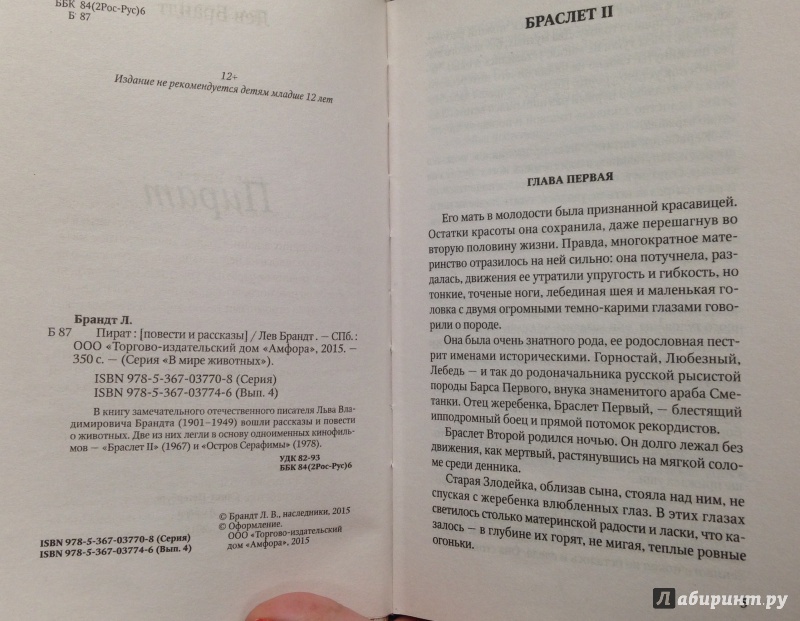 ББК 84(2Рос-Рус)6
Б 87
12+
Издание не рекомендуется детям младше 12 лет
Брандт Л.
Б 87 Пират : [повести и рассказы] / Лев Брандт. — СПб. :
ООО «Торгово-издательский дом «Амфора», 2015. —
350 с. — (Серия «В мире животных»).
ISBN 978-5-367-03770-8 (Серия)
ISBN 978-5-367-03774-6 (Вып. 4)
В книгу замечательного отечественного писателя Льва Вла-
димировича Брандта (1901–1949) вошли рассказы и повести
о животных. Две из них легли в основу одноименных кинофиль-
мов — «Браслет II» (1967) и «Остров Серафимы» (1978).
УДК 82-93
ББК 84(2Рос-Рус)6
© Брандт Л. В., наследники, 2015
© Оформление.
ООО «Торгово-издательский
дом «Амфора», 2015
ISBN 978-5-367-03770-8 (Серия)
ISBN 978-5-367-03774-6 (Вып. 4)
БРАСЛЕТ II
ГЛАВА ПЕРВАЯ
Его мать в молодости была признанной красавицей.
Остатки красоты она сохранила, даже перешагнув во
вторую половину жизни. Правда, многократное мате-
ринство отразилось на ней сильно: она потучнела, раз-
далась, движения ее утратили упругость и гибкость, но
тонкие, точеные ноги, лебединая шея и маленькая го-
ловка с двумя огромными темно-карими глазами гово-
рили о породе.
Она была очень знатного рода, ее родословная пест-
рит именами историческими. Горностай, Любезный,
Лебедь — и так до родоначальника русской рысистой
породы Барса Первого, внука знаменитого араба Сме-
танки. Отец жеребенка, Браслет Первый, — блестящий
ипподромный боец и прямой потомок рекордистов.
Браслет Второй родился ночью. Он долго лежал без
движения, как мертвый, растянувшись на мягкой соло-
ме среди денника.
Старая Злодейка, облизав сына, стояла над ним, не
спуская с жеребенка влюбленных глаз. В этих глазах
светилось столько материнской радости и ласки, что ка-
залось — в глубине их горят, не мигая, теплые ровные
огоньки.
5
Лабиринт.ру